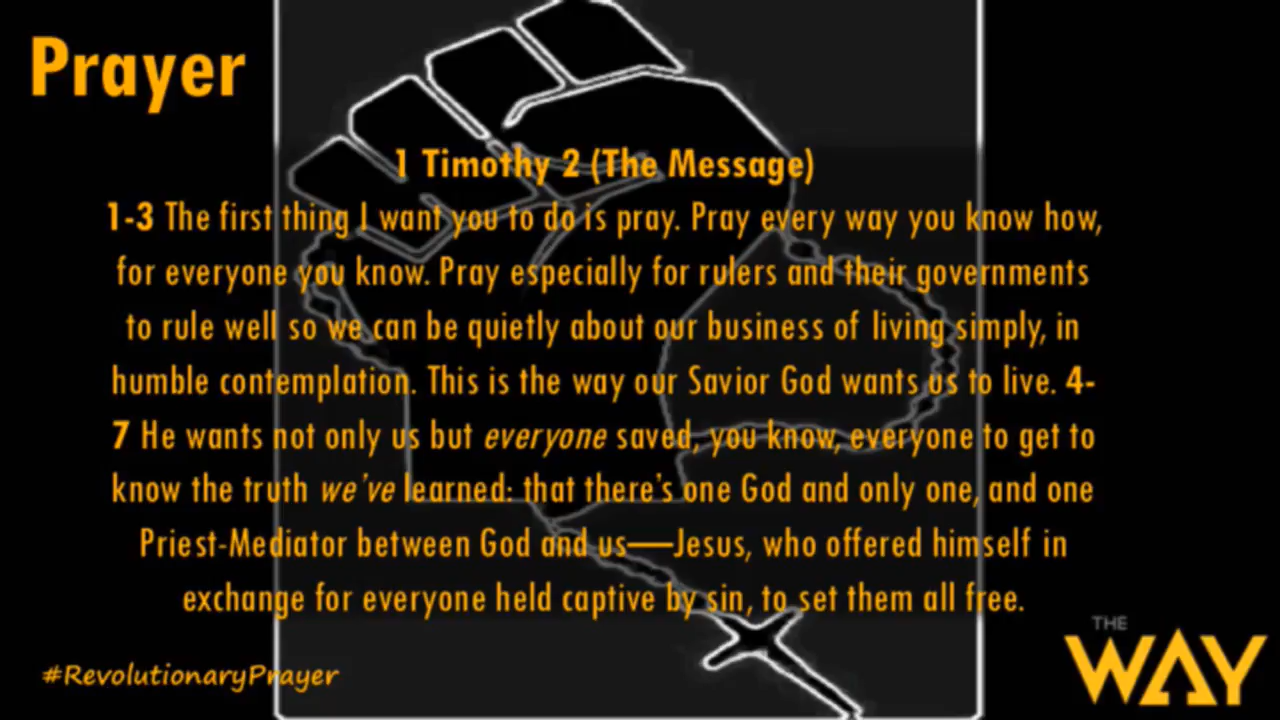 Prayer
1 Timothy 2 (The Message)
1-3 The first thing I want you to do is pray. Pray every way you know how,
for everyone you know. Pray especially for rulers and their governments
to rule well so we can be quietly about our business of living simply, in
humble contemplation. This is the way our Savior God wants us to live. 4-
7 He wants not only us but everyone saved, you know, everyone to get to
know the truth we've learned: that there's one God and only one, and one
Priest-Mediator between God and us—Jesus, who offered himself in
exchange for everyone held captive by sin, to set them all free.
#RevolutionaryPrayer
THE
WAY